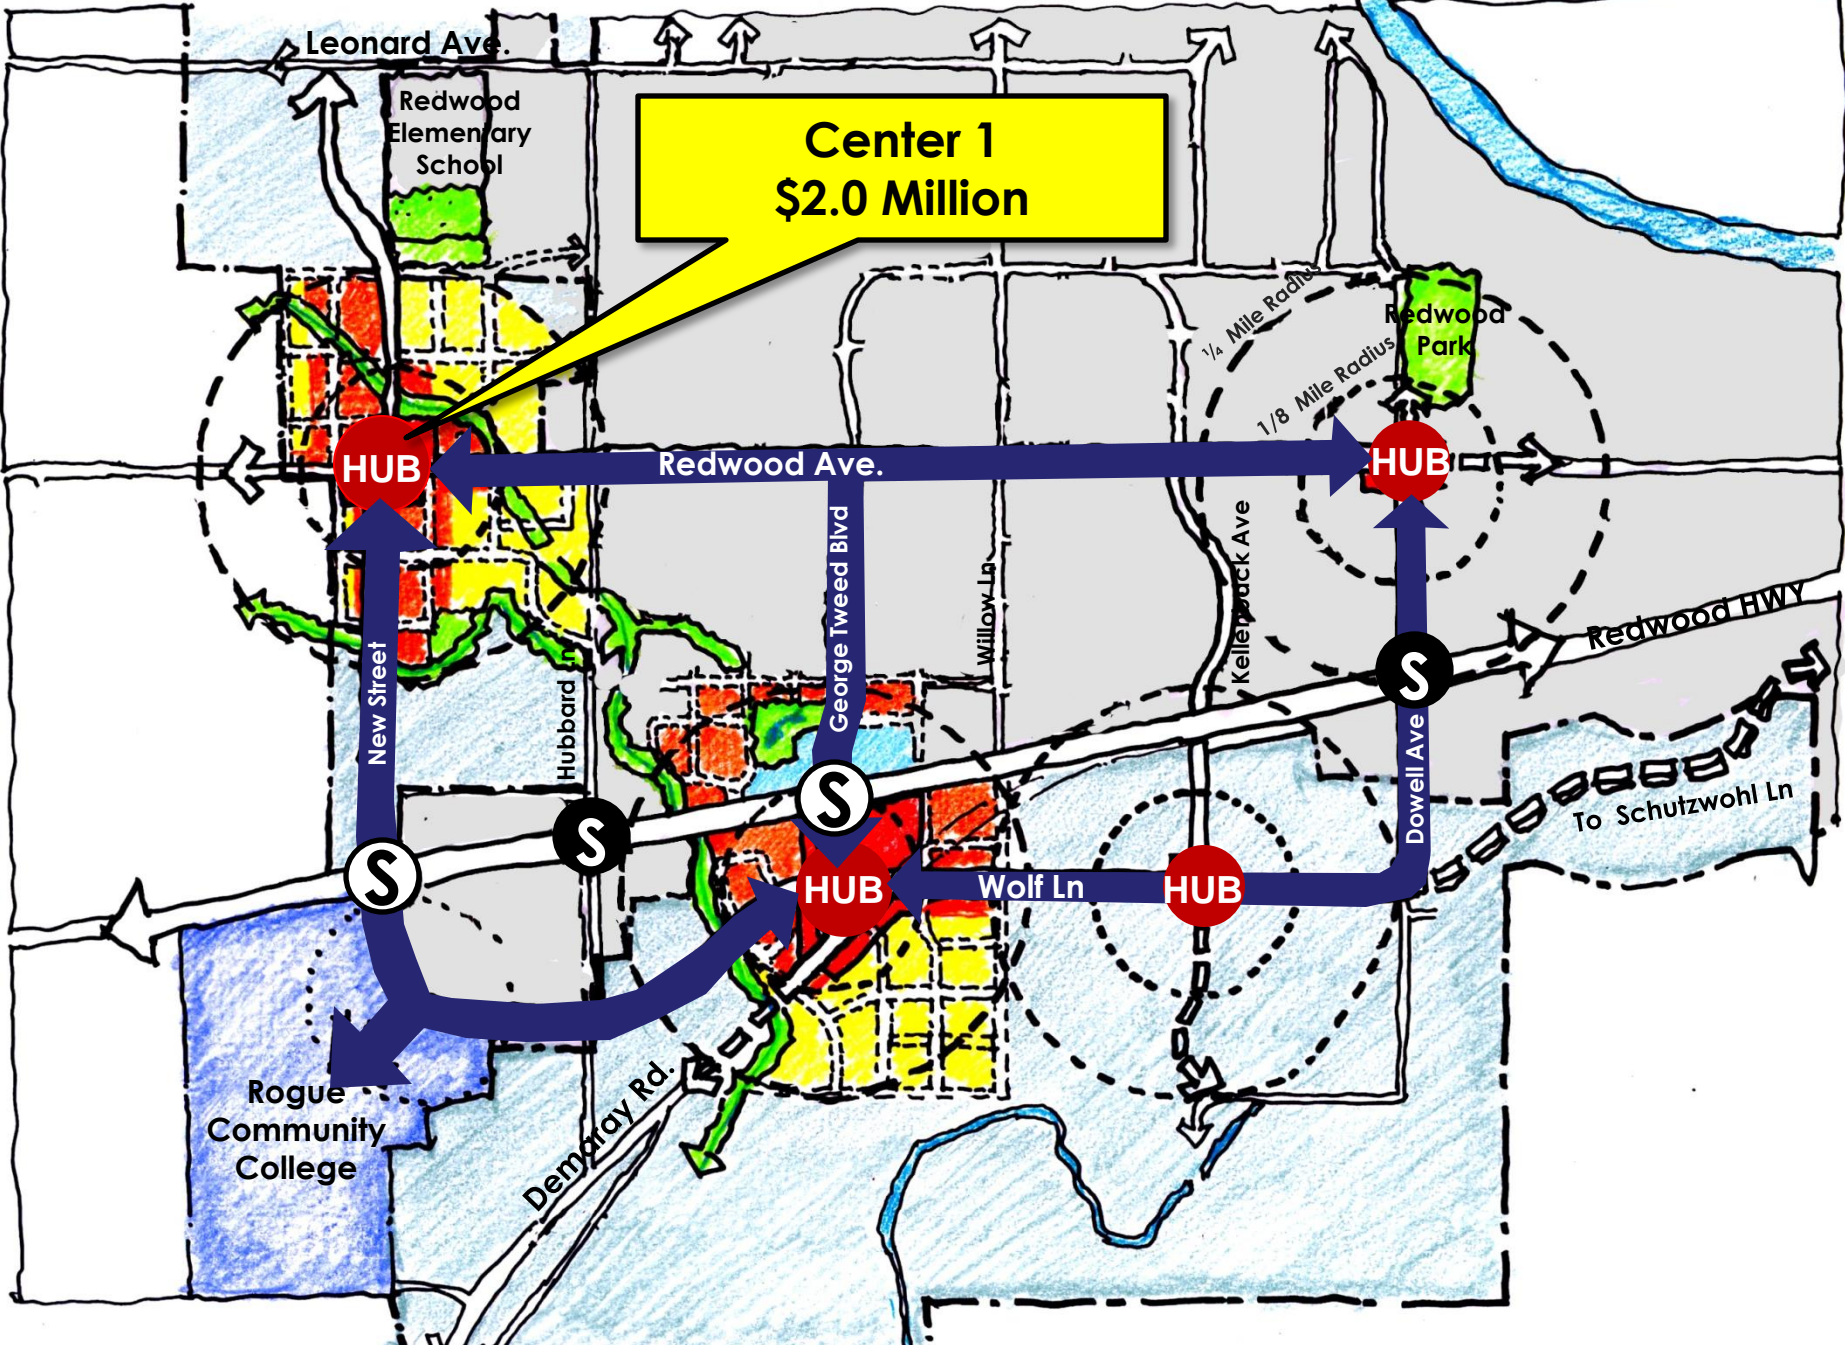 Leonard Ave.
Redwood
Elementary
School
Center 1
$2.0 Million
¼ Mile Radius
Redwood
Park
1/8 Mile Radius
HUB
Redwood Ave.
HUB
George Tweed Blvd
Willow Ln
Kellenback Ave
Redwood HWY
New Street
Hubbard Ln
S
Dowell Ave
To Schutzwohl Ln
S
S
S
HUB
Wolf Ln
HUB
Rogue
Community
College
Demaray Rd.